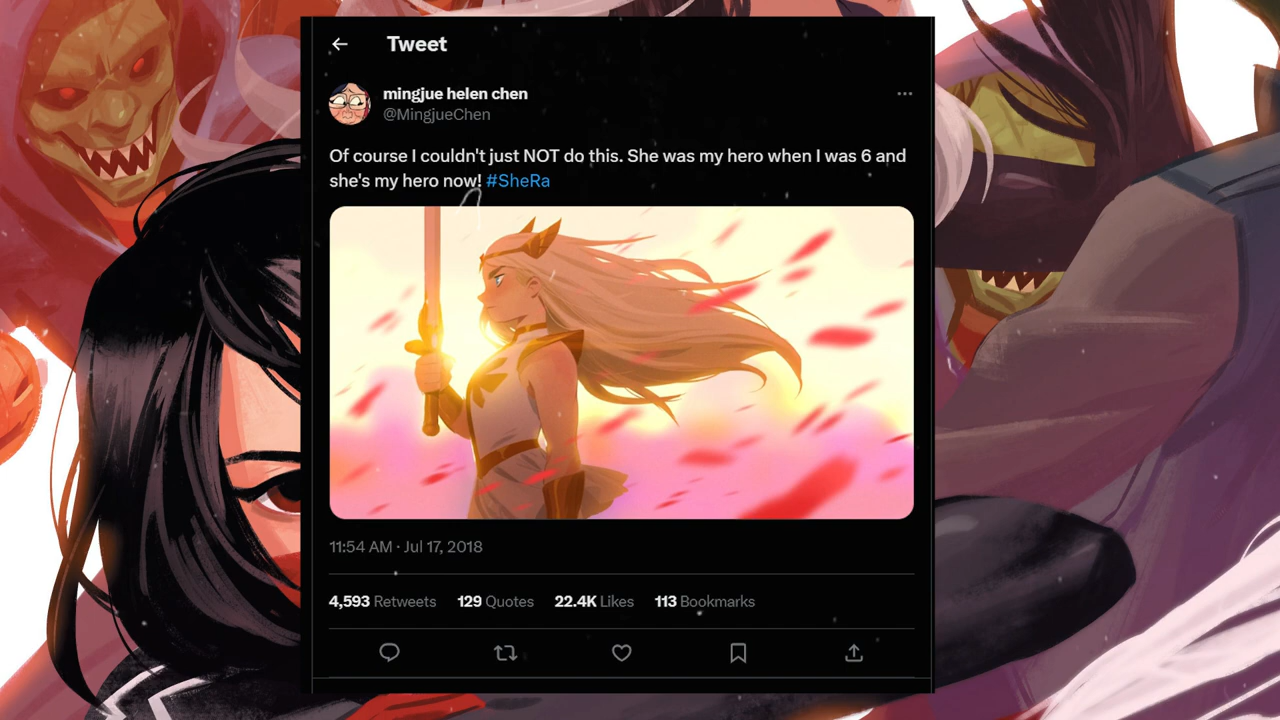 Tweet
mingjue helen chen
@MingjueChen
Of course I couldn't just NOT do this. She was my hero when I was 6 and
she's my hero now! #SheRa
11:54 AM · Jul 17, 2018
4,593 Retweets 129 Quotes 22.4K Likes 113 Bookmarks